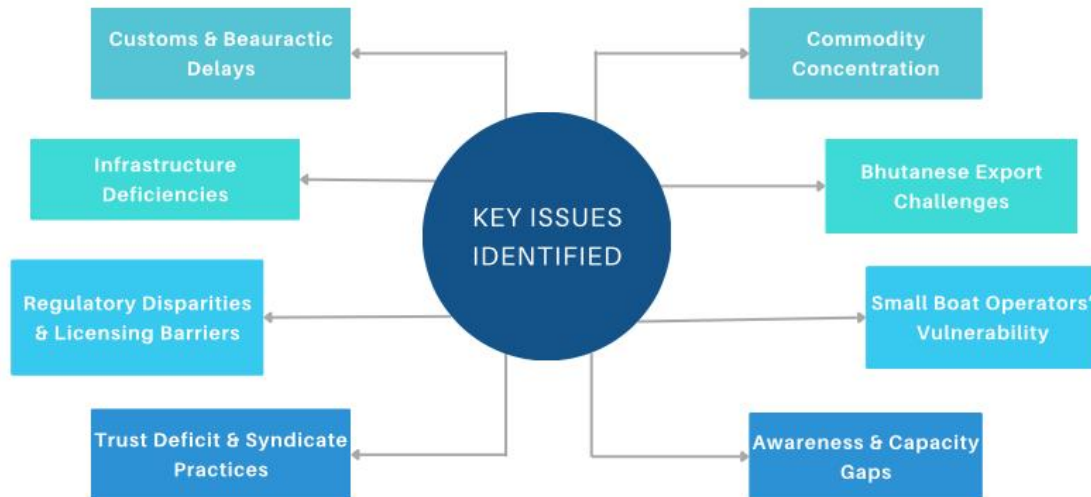 Customs & Beauractic
Delays
Commodity
Concentration
Infrastructure
Deficiencies
Bhutanese Export
Challenges
KEY ISSUES
IDENTIFIED
Regulatory Disparities
& Licensing Barriers
Small Boat Operators'
Vulnerability
Trust Deficit & Syndicate
Practices
Awareness & Capacity
Gaps